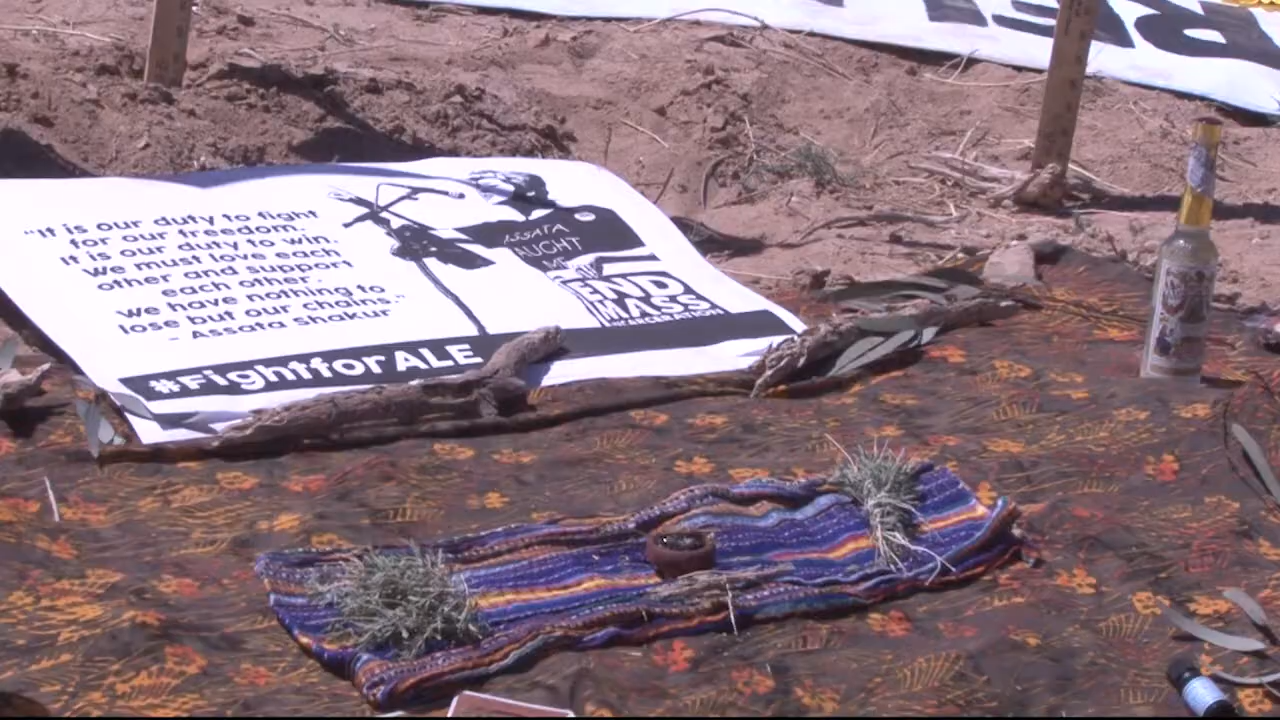 "It is our duty to fight
for our freedom.
It is our duty to win.
We must love each
other and support
each other.
We have nothing to
lose but our chains."
- Assata Shakur
ASSATA
AUGHT
ME
END
MASS
INCARCERATION
#FightforALE